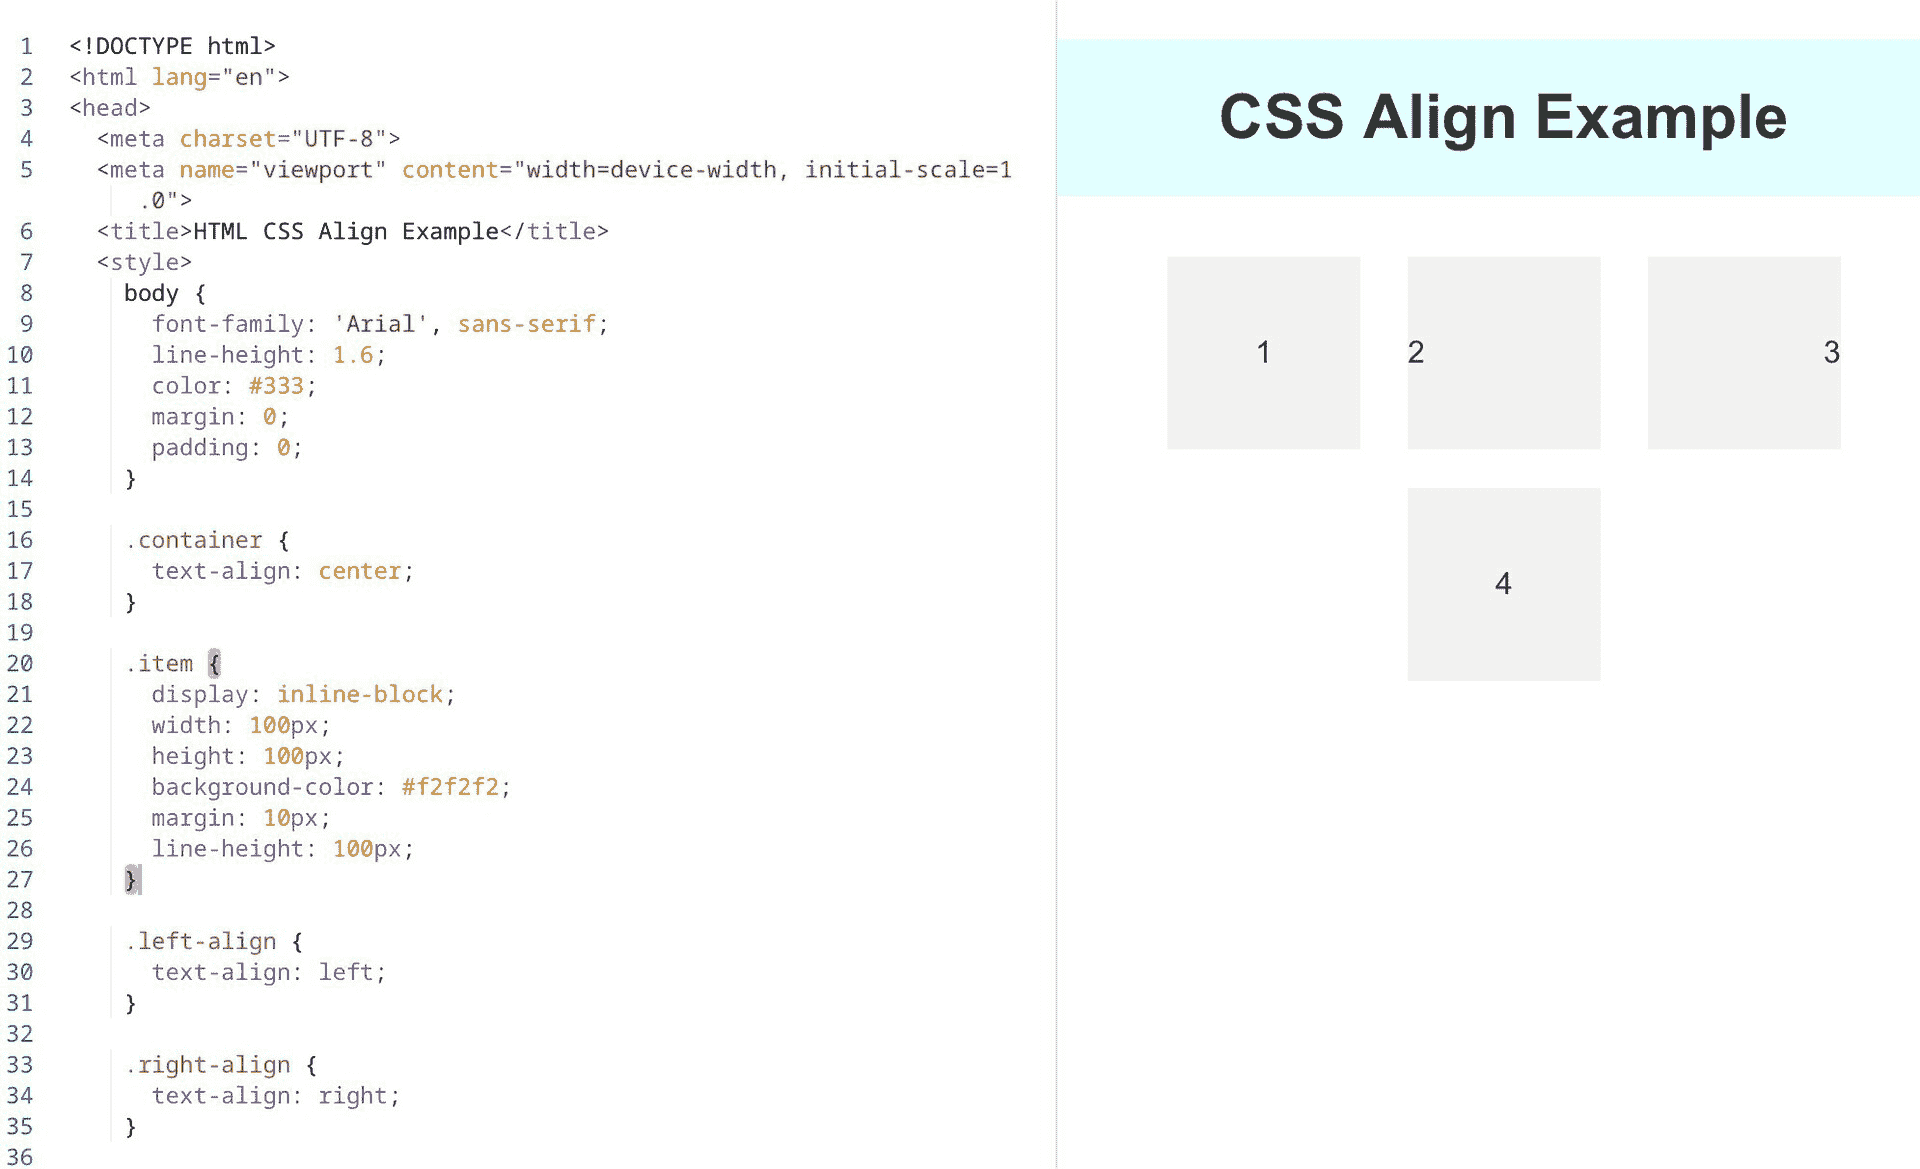 1 <!DOCTYPE html>
2 <html lang="en">
3 <head>
4 <meta charset="UTF-8">
5 <meta name="viewport" content="width=device-width, initial-scale=1
.0">
6 <title>HTML CSS Align Example</title>
7 <style>
8 body {
9 font-family: 'Arial', sans-serif;
10 line-height: 1.6;
11 color: #333;
12 margin: 0;
13 padding: 0;
14 }
15
16 .container {
17 text-align: center;
18 }
19
20 .item {
21 display: inline-block;
22 width: 100px;
23 height: 100px;
24 background-color: #f2f2f2;
25 margin: 10px;
26 line-height: 100px;
27 }
28
29 .left-align {
30 text-align: left;
31 }
32
33 .right-align {
34 text-align: right;
35 }
36
CSS Align Example
1 2 3
4